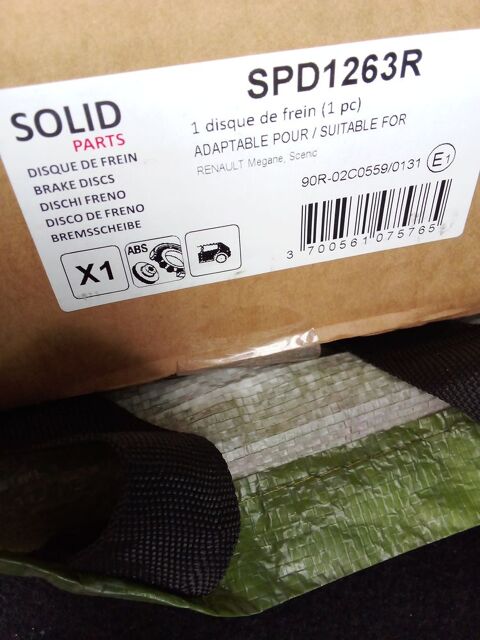 SPD1263R
SOLID
PARTS
1 disque de frein (1 pc)
ADAPTABLE POUR / SUITABLE FOR
RENAULT Megane, Scenic
DISQUE DE FREIN
BRAKE DISCS
DISCHI FRENO
DISCO DE FRENO
BREMSSCHEIBE
90R-02C0559/0131 E1
X1
ABS
3 700561 075765